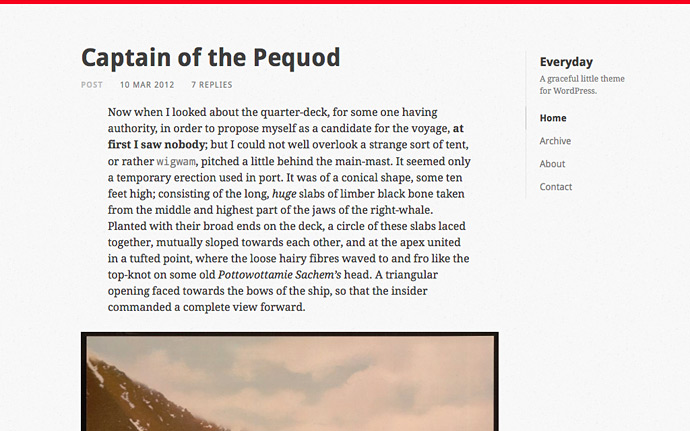 Captain of the Pequod
POST 10 MAR 2012 7 REPLIES
Now when I looked about the quarter-deck, for some one having
authority, in order to propose myself as a candidate for the voyage, at
first I saw nobody; but I could not well overlook a strange sort of tent,
or rather wigwam, pitched a little behind the main-mast. It seemed only
a temporary erection used in port. It was of a conical shape, some ten
feet high; consisting of the long, huge slabs of limber black bone taken
from the middle and highest part of the jaws of the right-whale.
Planted with their broad ends on the deck, a circle of these slabs laced
together, mutually sloped towards each other, and at the apex united
in a tufted point, where the loose hairy fibres waved to and fro like the
top-knot on some old Pottowottamie Sachem’s head. A triangular
opening faced towards the bows of the ship, so that the insider
commanded a complete view forward.
Everyday
A graceful little theme
for WordPress.
Home
Archive
About
Contact